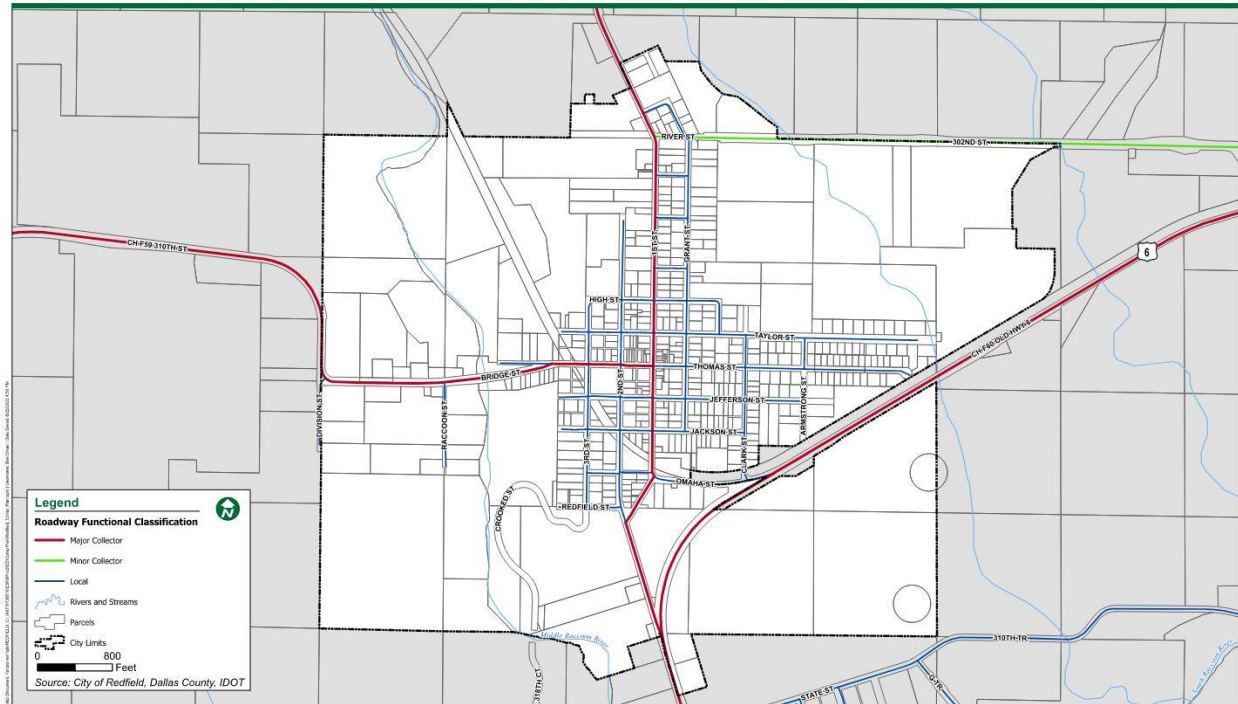 RIVER ST.
302ND ST.
CH F59 310TH ST.
1ST ST.
GRANT ST.
6
HIGH ST.
TAYLOR ST.
CH F60 OLD HWY 6
THOMAS ST.
BRIDGE ST.
2ND ST.
JEFFERSON ST.
ARMSTRONG ST.
DIVISION ST.
RACCOON ST.
JACKSON ST.
3RD ST.
CLARK ST.
OMAHA ST.
CROOKED ST.
REDFIELD ST.
Middle Raccoon River
310TH TR
318TH CT.
G TR
STATE ST.
South Raccoon River
Legend
N
Roadway Functional Classification
Major Collector
Minor Collector
Local
Rivers and Streams
Parcels
City Limits
0 800
Feet
Source: City of Redfield, Dallas County, IDOT